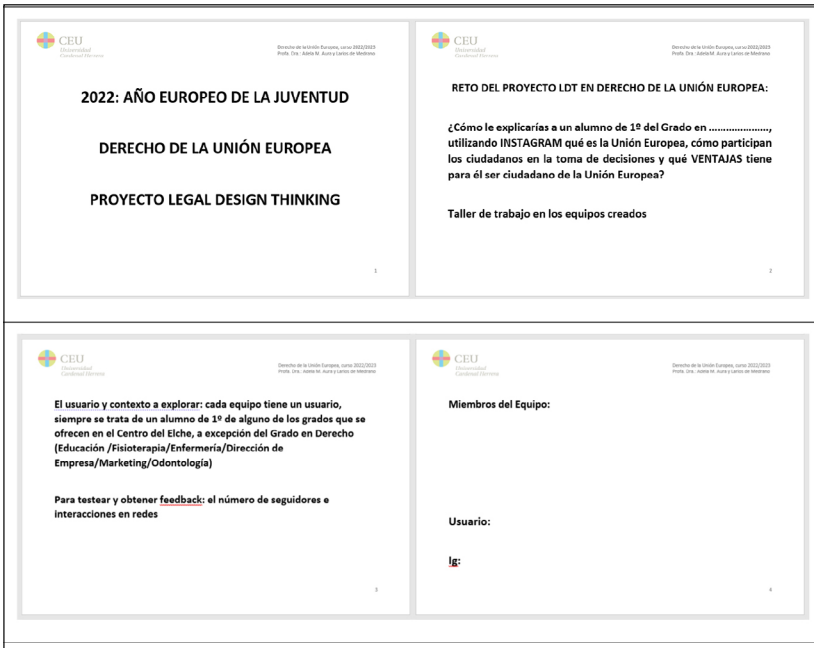 CEU
Universidad
Cardenal Herrera
Derecho de la Unión Europea, curso 2022/2023
Profa. Dra.: Adela M. Aura y Larios de Medrano
2022: AÑO EUROPEO DE LA JUVENTUD
DERECHO DE LA UNIÓN EUROPEA
PROYECTO LEGAL DESIGN THINKING
1
CEU
Universidad
Cardenal Herrera
Derecho de la Unión Europea, curso 2022/2023
Profa. Dra.: Adela M. Aura y Larios de Medrano
RETO DEL PROYECTO LDT EN DERECHO DE LA UNIÓN EUROPEA:
¿Cómo le explicarías a un alumno de 1º del Grado en …………………,
utilizando INSTAGRAM qué es la Unión Europea, cómo participan
los ciudadanos en la toma de decisiones y qué VENTAJAS tiene
para él ser ciudadano de la Unión Europea?
Taller de trabajo en los equipos creados
2
CEU
Universidad
Cardenal Herrera
Derecho de la Unión Europea, curso 2022/2023
Profa. Dra.: Adela M. Aura y Larios de Medrano
El usuario y contexto a explorar: cada equipo tiene un usuario,
siempre se trata de un alumno de 1º de alguno de los grados que se
ofrecen en el Centro del Elche, a excepción del Grado en Derecho
(Educación /Fisioterapia/Enfermería/Dirección de
Empresa/Marketing/Odontología)
Para testear y obtener feedback: el número de seguidores e
interacciones en redes
3
CEU
Universidad
Cardenal Herrera
Derecho de la Unión Europea, curso 2022/2023
Profa. Dra.: Adela M. Aura y Larios de Medrano
Miembros del Equipo:
Usuario:
Ig:
4